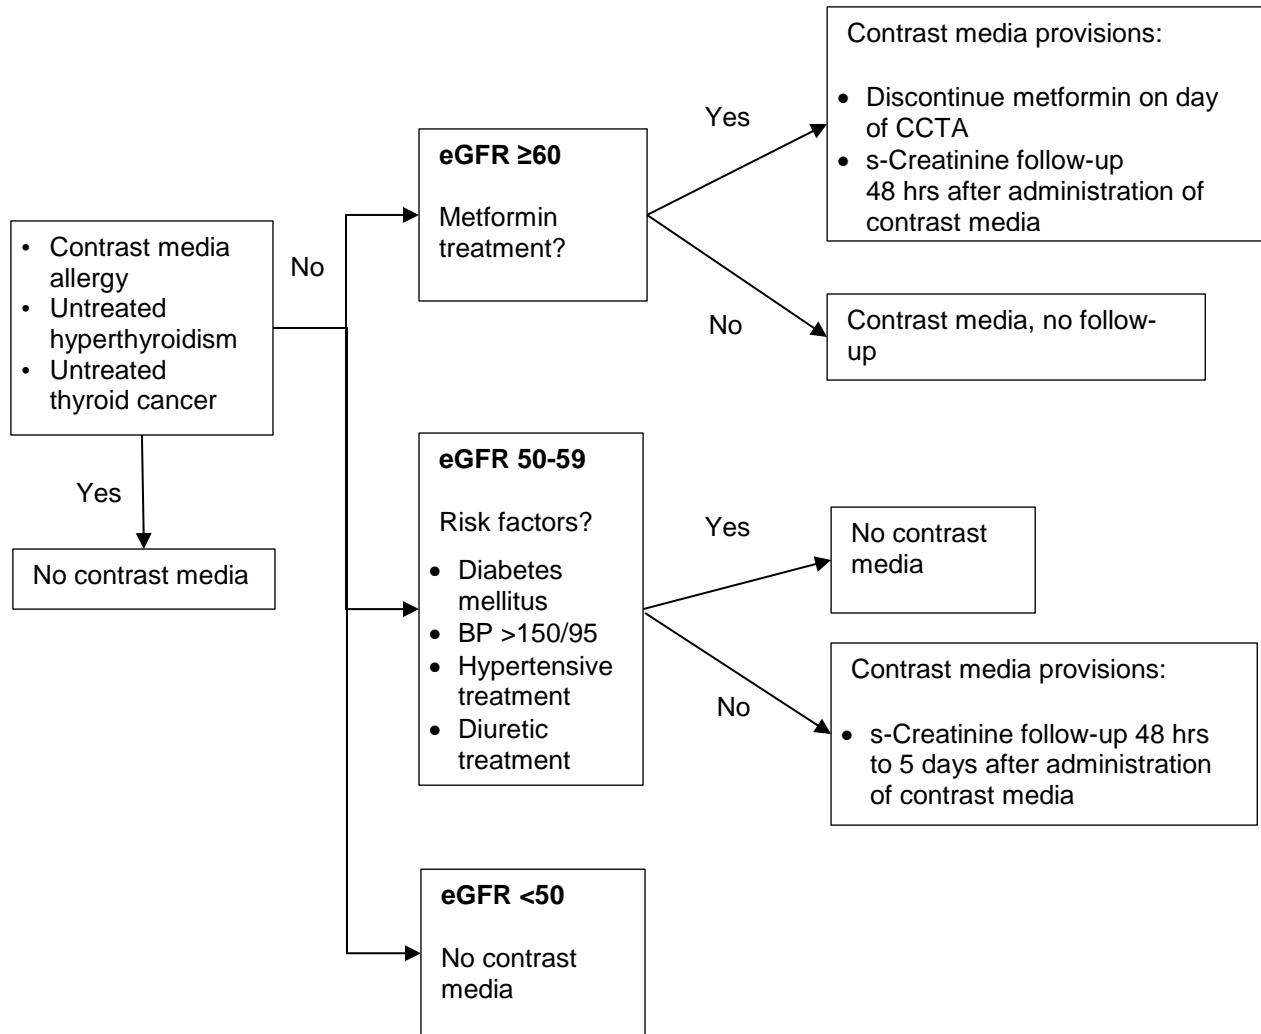 • Contrast media
allergy
• Untreated
hyperthyroidism
• Untreated
thyroid cancer
Yes
No contrast media
No
eGFR ≥60
Metformin
treatment?
Yes
Contrast media provisions:
• Discontinue metformin on day
of CCTA
• s-Creatinine follow-up
48 hrs after administration of
contrast media
No
Contrast media, no follow-
up
eGFR 50-59
Risk factors?
• Diabetes
mellitus
• BP >150/95
• Hypertensive
treatment
• Diuretic
treatment
Yes
No contrast
media
No
Contrast media provisions:
• s-Creatinine follow-up 48 hrs
to 5 days after administration
of contrast media
eGFR <50
No contrast
media